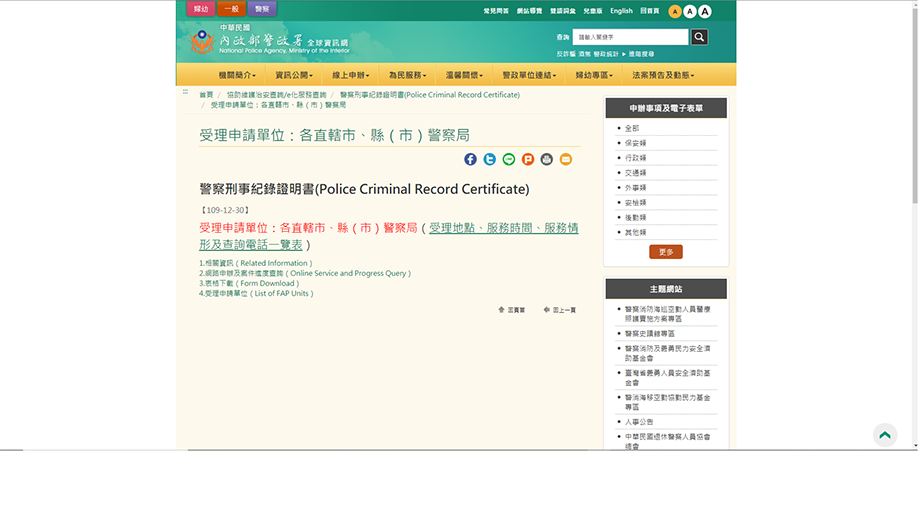 婦幼 一般 警察
常見問答 網站導覽 雙語詞彙 兒童版 English 回首頁 A A A
中華民國
內政部警政署 全球資訊網
National Police Agency, Ministry of the Interior
查詢 請輸入關鍵字
反詐騙 酒駕 警政統計 ▸ 進階搜尋
機關簡介 資訊公開 線上申辦 為民服務 溫馨關懷 警政單位連結 婦幼專區 法案預告及動態
:::
首頁 / 協助維護治安查詢/e化服務查詢 / 警察刑事紀錄證明書(Police Criminal Record Certificate)
/ 受理申請單位：各直轄市、縣（市）警察局
受理申請單位：各直轄市、縣（市）警察局
警察刑事紀錄證明書(Police Criminal Record Certificate)
【109-12-30】
受理申請單位：各直轄市、縣（市）警察局（受理地點、服務時間、服務情
形及查詢電話一覽表）
1.相關資訊（Related Information）
2.網路申辦及案件進度查詢（Online Service and Progress Query）
3.表格下載（Form Download）
4.受理申請單位（List of FAP Units）
回首頁 回上一頁
申辦事項及電子表單
全部
保安類
行政類
交通類
外事類
安檢類
後勤類
其他類
更多
主題網站
警察消防海巡空勤人員醫療
照護實施方案專區
警察史蹟館專區
警察消防及義勇民力安全濟
助基金會
臺灣省義勇人員安全濟助基
金會
警消海移空勤協勤民力基金
專區
人事公告
中華民國退休警察人員協會
總會